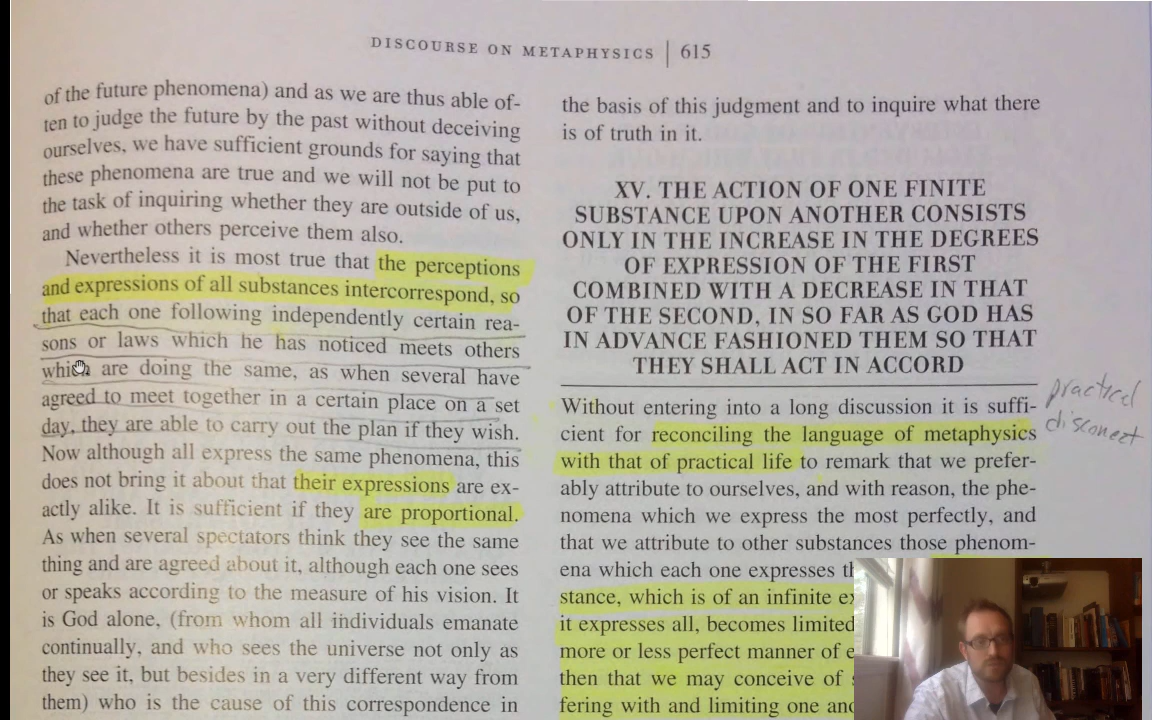 DISCOURSE ON METAPHYSICS | 615
of the future phenomena) and as we are thus able of-
ten to judge the future by the past without deceiving
ourselves, we have sufficient grounds for saying that
these phenomena are true and we will not be put to
the task of inquiring whether they are outside of us,
and whether others perceive them also.
Nevertheless it is most true that the perceptions
and expressions of all substances intercorrespond, so
that each one following independently certain rea-
sons or laws which he has noticed meets others
which are doing the same, as when several have
agreed to meet together in a certain place on a set
day, they are able to carry out the plan if they wish.
Now although all express the same phenomena, this
does not bring it about that their expressions are ex-
actly alike. It is sufficient if they are proportional.
As when several spectators think they see the same
thing and are agreed about it, although each one sees
or speaks according to the measure of his vision. It
is God alone, (from whom all individuals emanate
continually, and who sees the universe not only as
they see it, but besides in a very different way from
them) who is the cause of this correspondence in
the basis of this judgment and to inquire what there
is of truth in it.
XV. THE ACTION OF ONE FINITE
SUBSTANCE UPON ANOTHER CONSISTS
ONLY IN THE INCREASE IN THE DEGREES
OF EXPRESSION OF THE FIRST
COMBINED WITH A DECREASE IN THAT
OF THE SECOND, IN SO FAR AS GOD HAS
IN ADVANCE FASHIONED THEM SO THAT
THEY SHALL ACT IN ACCORD
Without entering into a long discussion it is suffi-
cient for reconciling the language of metaphysics
with that of practical life to remark that we prefer-
ably attribute to ourselves, and with reason, the phe-
nomena which we express the most perfectly, and
that we attribute to other substances those phenom-
ena which each one expresses
stance, which is of an infinite
it expresses all, becomes limited
more or less perfect manner of
then that we may conceive of
fering with and limiting one
practical
disconect